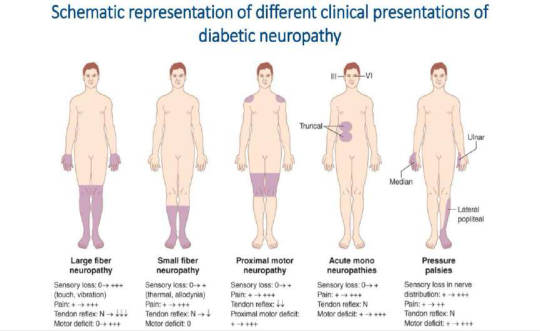 Schematic representation of different clinical presentations of
diabetic neuropathy
III
VI
Truncal
Ulnar
Median
Lateral
popliteal
Large fiber
neuropathy
Sensory loss: 0→ +++
(touch, vibration)
Pain: + → +++
Tendon reflex: N → ↓↓↓
Motor deficit: 0→ +++
Small fiber
neuropathy
Sensory loss: 0→ +
(thermal, allodynia)
Pain: + → +++
Tendon reflex: N→ ↓
Motor deficit: 0
Proximal motor
neuropathy
Sensory loss: 0→ +
Pain: + → +++
Tendon reflex: ↓↓
Proximal motor deficit:
+ → +++
Acute mono
neuropathies
Sensory loss: 0→ +
Pain: + → +++
Tendon reflex: N
Motor deficit: + → +++
Pressure
palsies
Sensory loss in nerve
distribution: + → +++
Pain: + → ++
Tendon reflex: N
Motor deficit: + → +++